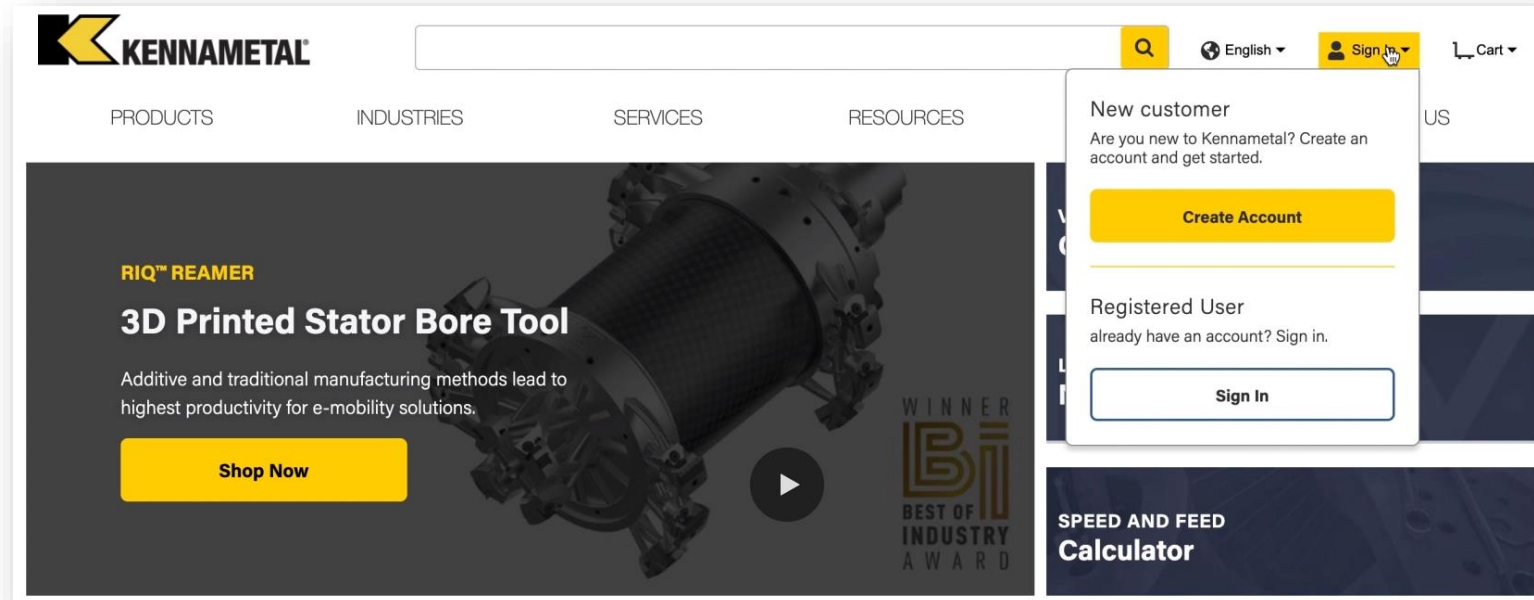 KENNAMETAL®
English
Sign In
Cart
PRODUCTS
INDUSTRIES
SERVICES
RESOURCES
US
New customer
Are you new to Kennametal? Create an
account and get started.
Create Account
Registered User
already have an account? Sign in.
Sign In
RIQ™ REAMER
3D Printed Stator Bore Tool
Additive and traditional manufacturing methods lead to
highest productivity for e-mobility solutions.
Shop Now
WINNER
Bi
BEST OF
INDUSTRY
AWARD
SPEED AND FEED
Calculator